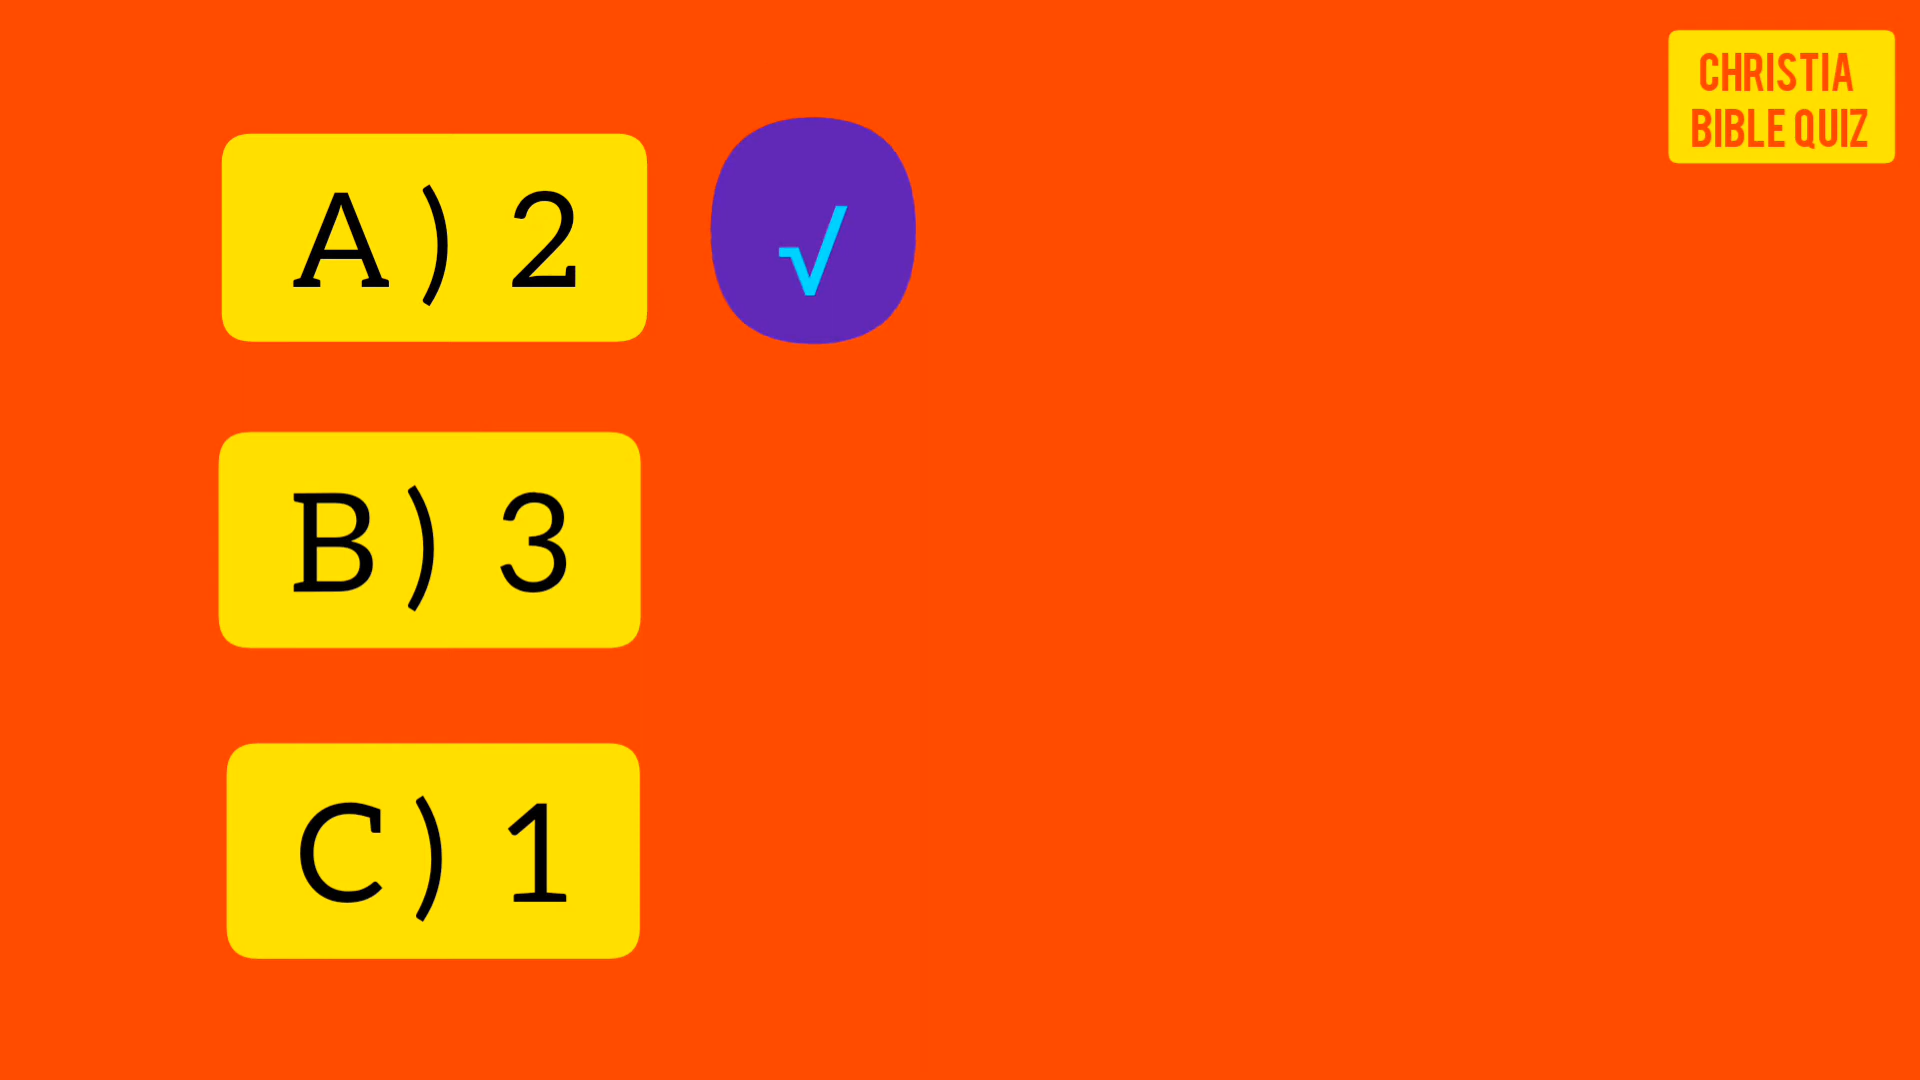 CHRISTIA
BIBLE QUIZ
A) 2
√
B) 3
C) 1